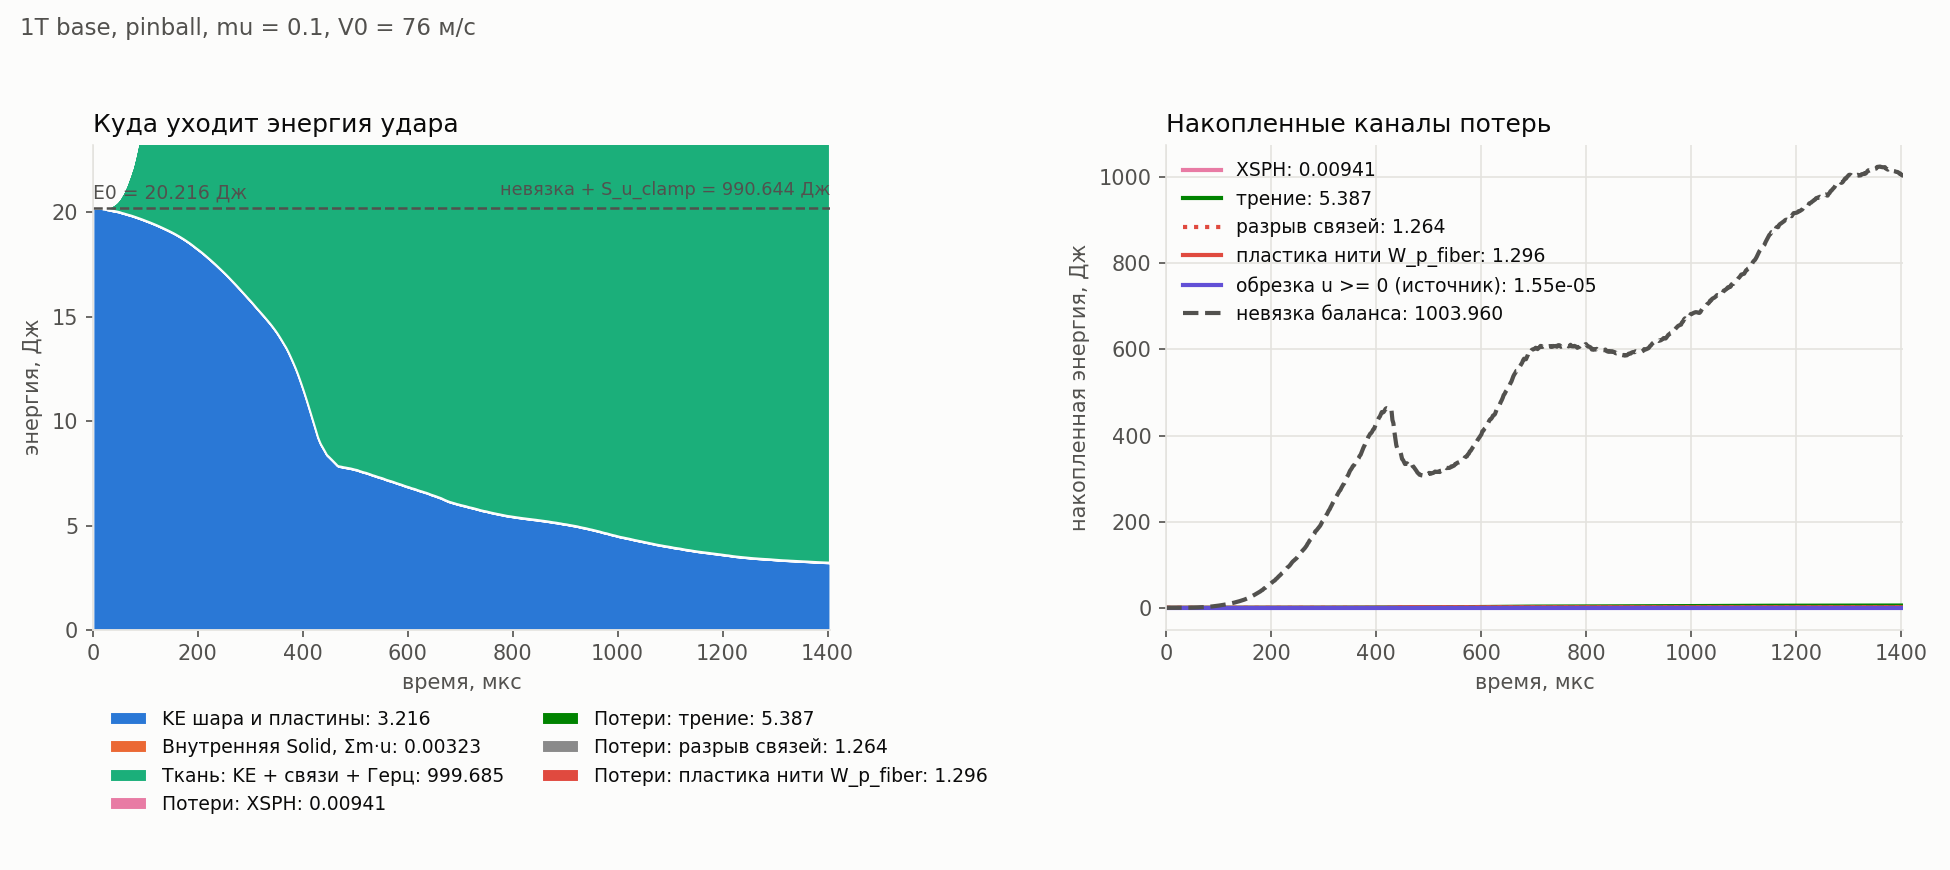 1T base, pinball, mu = 0.1, V0 = 76 м/с
Куда уходит энергия удара
E0 = 20.216 Дж
невязка + S_u_clamp = 990.644 Дж
энергия, Дж
20
15
10
5
0
0 200 400 600 800 1000 1200 1400
время, мкс
KE шара и пластины: 3.216
Внутренняя Solid, Σm·u: 0.00323
Ткань: KE + связи + Герц: 999.685
Потери: XSPH: 0.00941
Потери: трение: 5.387
Потери: разрыв связей: 1.264
Потери: пластика нити W_p_fiber: 1.296
Накопленные каналы потерь
XSPH: 0.00941
трение: 5.387
разрыв связей: 1.264
пластика нити W_p_fiber: 1.296
обрезка u >= 0 (источник): 1.55e-05
невязка баланса: 1003.960
накопленная энергия, Дж
1000
800
600
400
200
0
0 200 400 600 800 1000 1200 1400
время, мкс